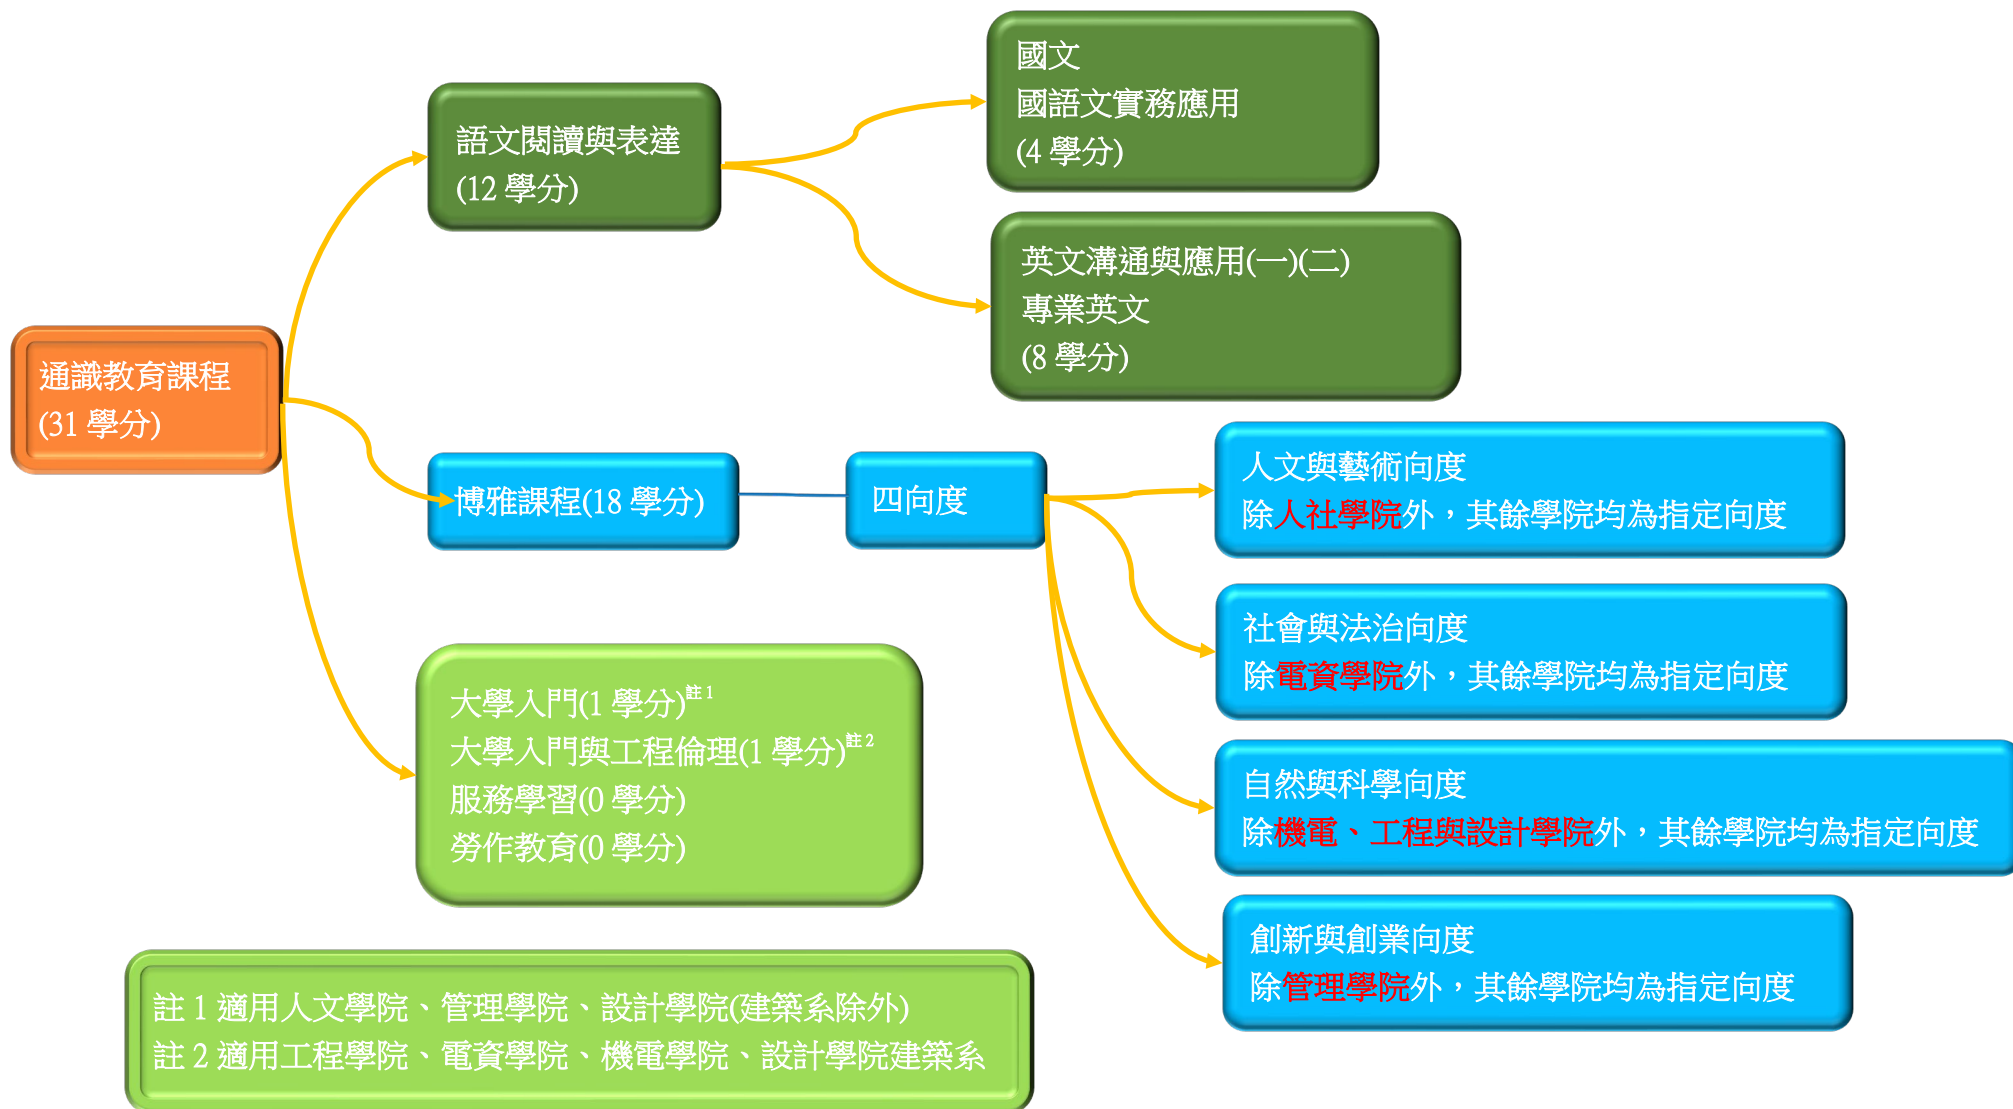 通識教育課程
(31 學分)
語文閱讀與表達
(12 學分)
國文
國語文實務應用
(4 學分)
英文溝通與應用(一)(二)
專業英文
(8 學分)
博雅課程(18 學分)
四向度
人文與藝術向度
除人社學院外，其餘學院均為指定向度
社會與法治向度
除電資學院外，其餘學院均為指定向度
自然與科學向度
除機電、工程與設計學院外，其餘學院均為指定向度
創新與創業向度
除管理學院外，其餘學院均為指定向度
大學入門(1 學分)註 1
大學入門與工程倫理(1 學分)註 2
服務學習(0 學分)
勞作教育(0 學分)
註 1 適用人文學院、管理學院、設計學院(建築系除外)
註 2 適用工程學院、電資學院、機電學院、設計學院建築系